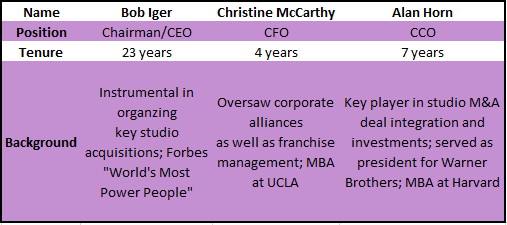 Name Bob Iger Christine McCarthy Alan Horn
Position Chairman/CEO CFO CCO
Tenure 23 years 4 years 7 years
Background
Instrumental in
organzing
key studio
acquisitions; Forbes
"World's Most
Power People"
Oversaw corporate
alliances
as well as franchise
management; MBA
at UCLA
Key player in studio M&A
deal integration and
investments; served as
president for Warner
Brothers; MBA at Harvard